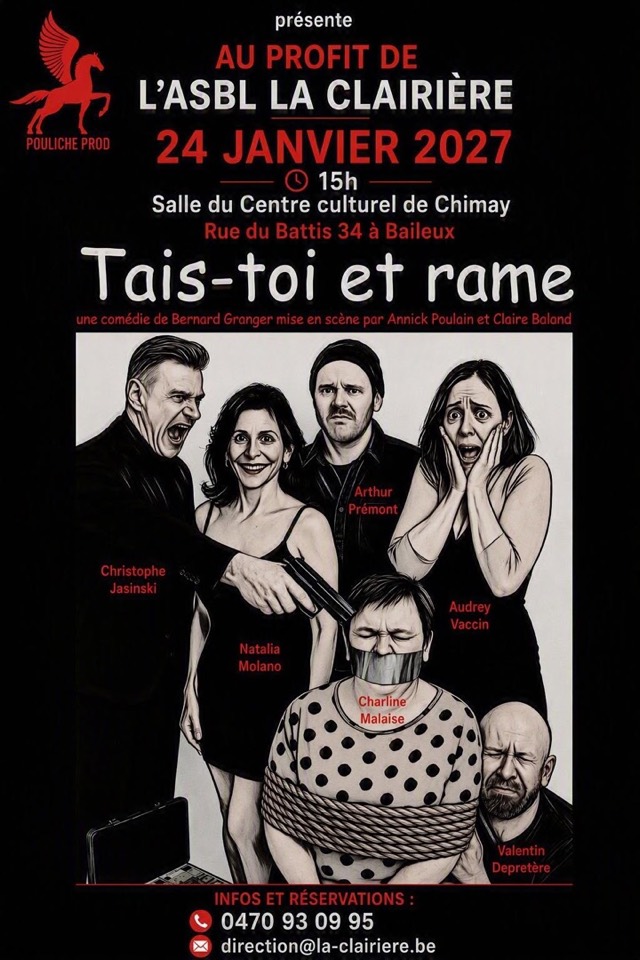 présente
AU PROFIT DE
L'ASBL LA CLAIRIÈRE
POULICHE PROD
24 JANVIER 2027
15h
Salle du Centre culturel de Chimay
Rue du Battis 34 à Baileux
Tais-toi et rame
une comédie de Bernard Granger mise en scène par Annick Poulain et Claire Baland
Arthur
Prémont
Christophe
Jasinski
Audrey
Vaccin
Natalia
Molano
Charline
Malaise
Valentin
Depretère
INFOS ET RÉSERVATIONS :
0470 93 09 95
direction@la-clairiere.be